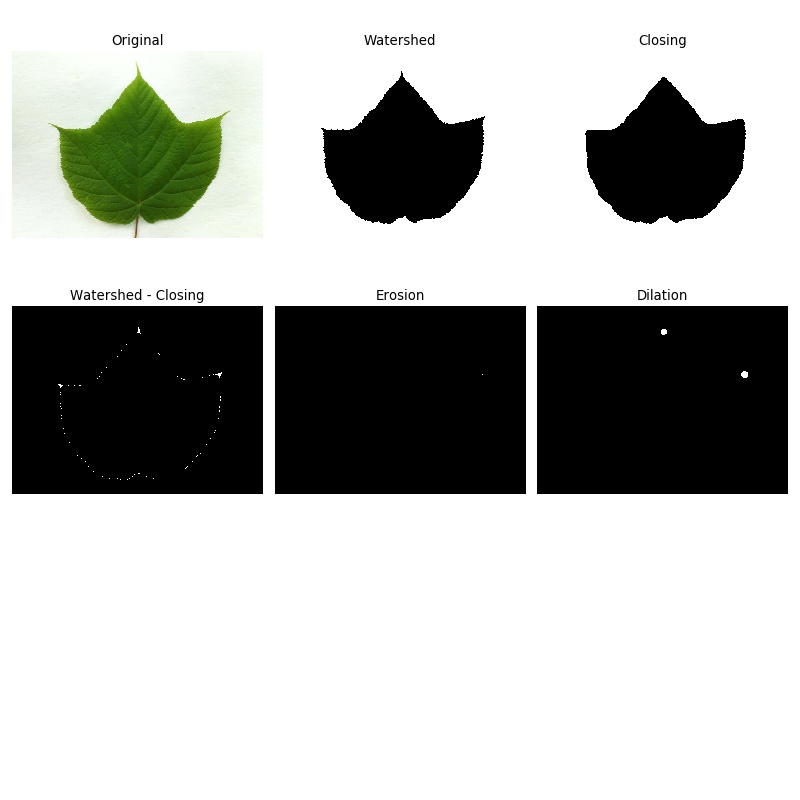 Original
Watershed
Closing
Watershed - Closing
Erosion
Dilation